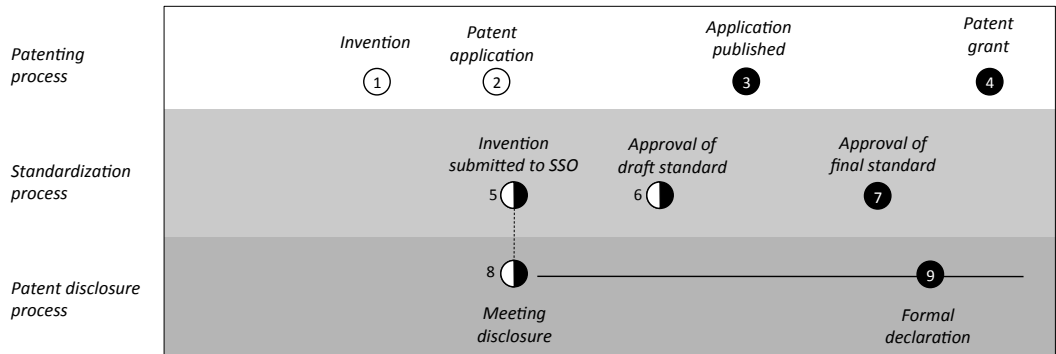 Patenting
process
Invention
Patent
application
Application
published
Patent
grant
1
2
3
4
Standardization
process
Invention
submitted to SSO
Approval of
draft standard
Approval of
final standard
5
6
7
Patent disclosure
process
8
9
Meeting
disclosure
Formal
declaration